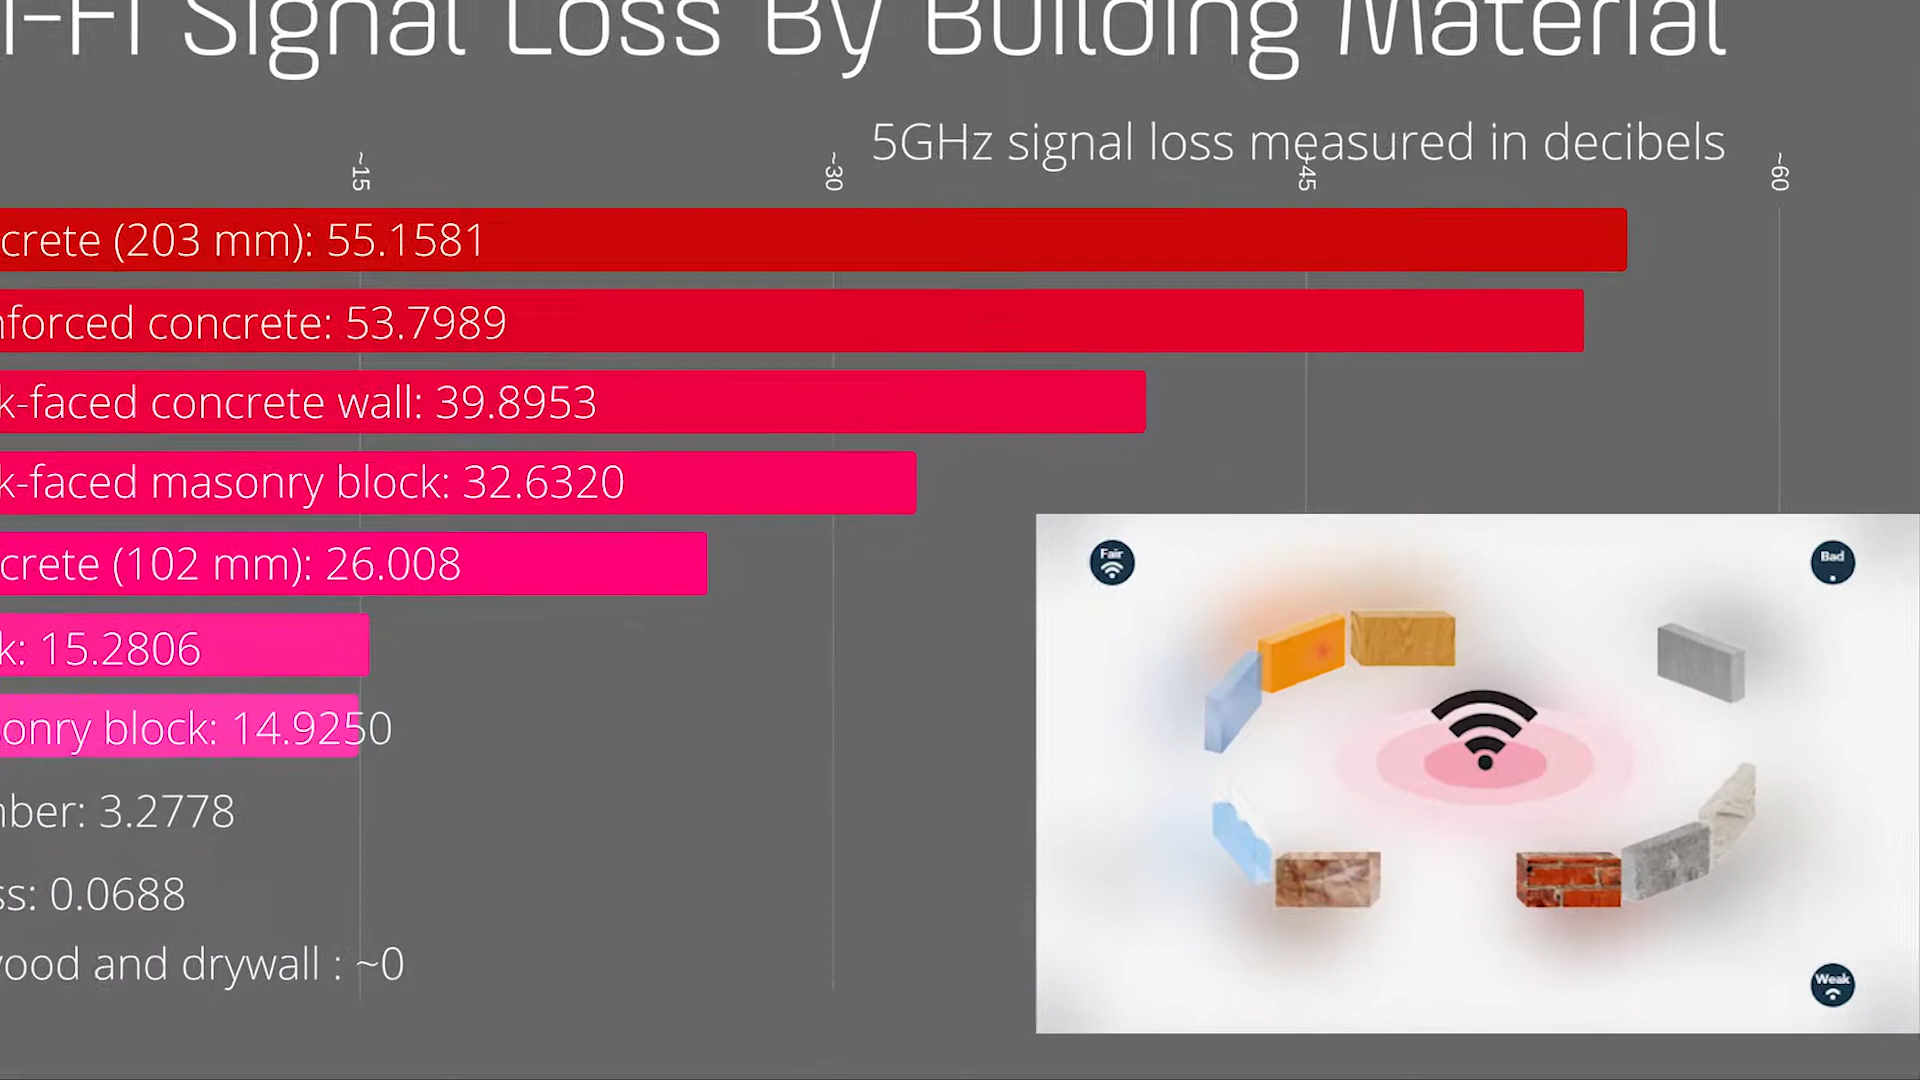 i-Fi Signal Loss By Building Material
5GHz signal loss measured in decibels
~15
~30
~45
~60
crete (203 mm): 55.1581
nforced concrete: 53.7989
k-faced concrete wall: 39.8953
k-faced masonry block: 32.6320
crete (102 mm): 26.008
k: 15.2806
onry block: 14.9250
ber: 3.2778
ss: 0.0688
wood and drywall : ~0
Fair
Bad
Weak